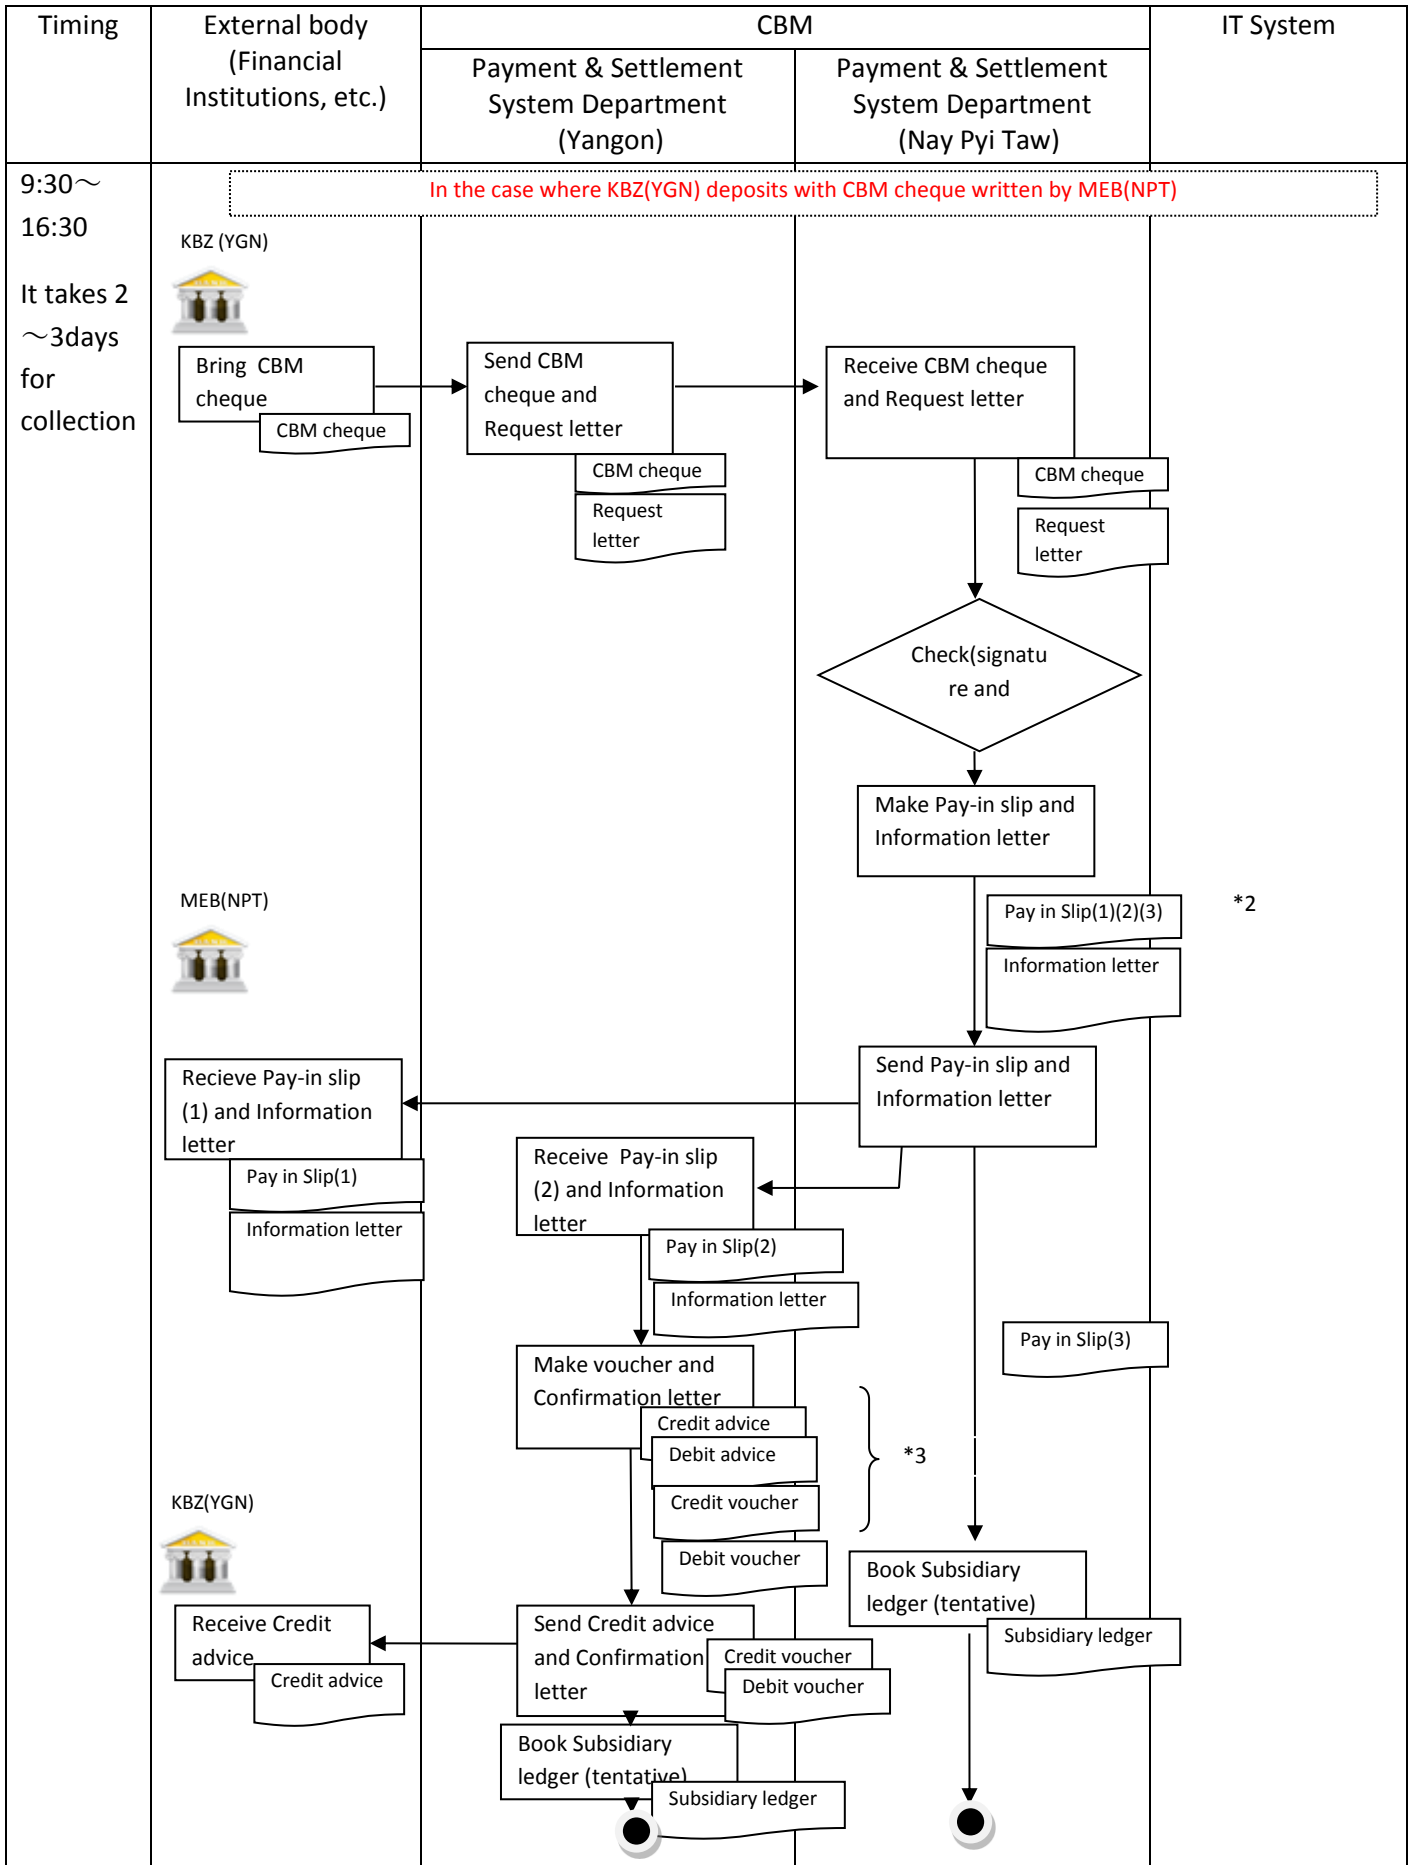 Timing
External body
(Financial
Institutions, etc.)
CBM
IT System
Payment & Settlement
System Department
(Yangon)
Payment & Settlement
System Department
(Nay Pyi Taw)
9:30～
16:30
It takes 2
～3days
for
collection
In the case where KBZ(YGN) deposits with CBM cheque written by MEB(NPT)
KBZ (YGN)
Bring  CBM
cheque
CBM cheque
Send CBM
cheque and
Request letter
CBM cheque
Request
letter
Receive CBM cheque
and Request letter
CBM cheque
Request
letter
Check(signatu
re and
Make Pay-in slip and
Information letter
Pay in Slip(1)(2)(3)
*2
Information letter
MEB(NPT)
Send Pay-in slip and
Information letter
Recieve Pay-in slip
(1) and Information
letter
Pay in Slip(1)
Information letter
Receive  Pay-in slip
(2) and Information
letter
Pay in Slip(2)
Information letter
Pay in Slip(3)
Make voucher and
Confirmation letter
Credit advice
Debit advice
Credit voucher
Debit voucher
*3
KBZ(YGN)
Book Subsidiary
ledger (tentative)
Subsidiary ledger
Receive Credit
advice
Credit advice
Send Credit advice
and Confirmation
letter
Credit voucher
Debit voucher
Book Subsidiary
ledger (tentative)
Subsidiary ledger